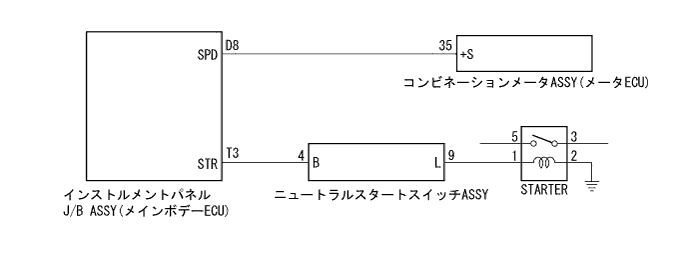 SPD D8 35 +S
コンビネーションメータASSY(メータECU)
STR T3 4 B L 9 5 3 1 2
インストルメントパネル
J/B ASSY(メインボデーECU)
ニュートラルスタートスイッチASSY
STARTER